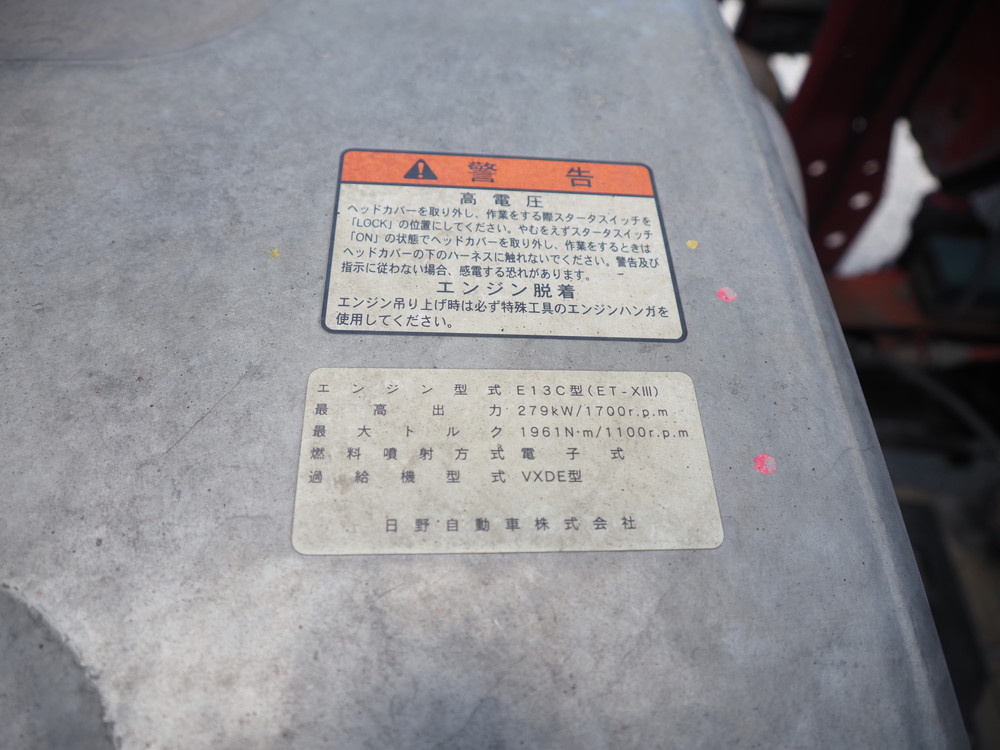 警告
高電圧
ヘッドカバーを取り外し、作業をする際スタータスイッチを
「LOCK」の位置にしてください。やむをえずスタータスイッチ
「ON」の状態でヘッドカバーを取り外し、作業をするときは
ヘッドカバーの下のハーネスに触れないでください。警告及び
指示に従わない場合、感電する恐れがあります。
エンジン脱着
エンジン吊り上げ時は必ず特殊工具のエンジンハンガを
使用してください。
エンジン型式 E13C型(ET-XIII)
最高出力 279kW/1700r.p.m
最大トルク 1961N·m/1100r.p.m
燃料噴射方式 電子式
過給機型式 VXDE型
日野自動車株式会社